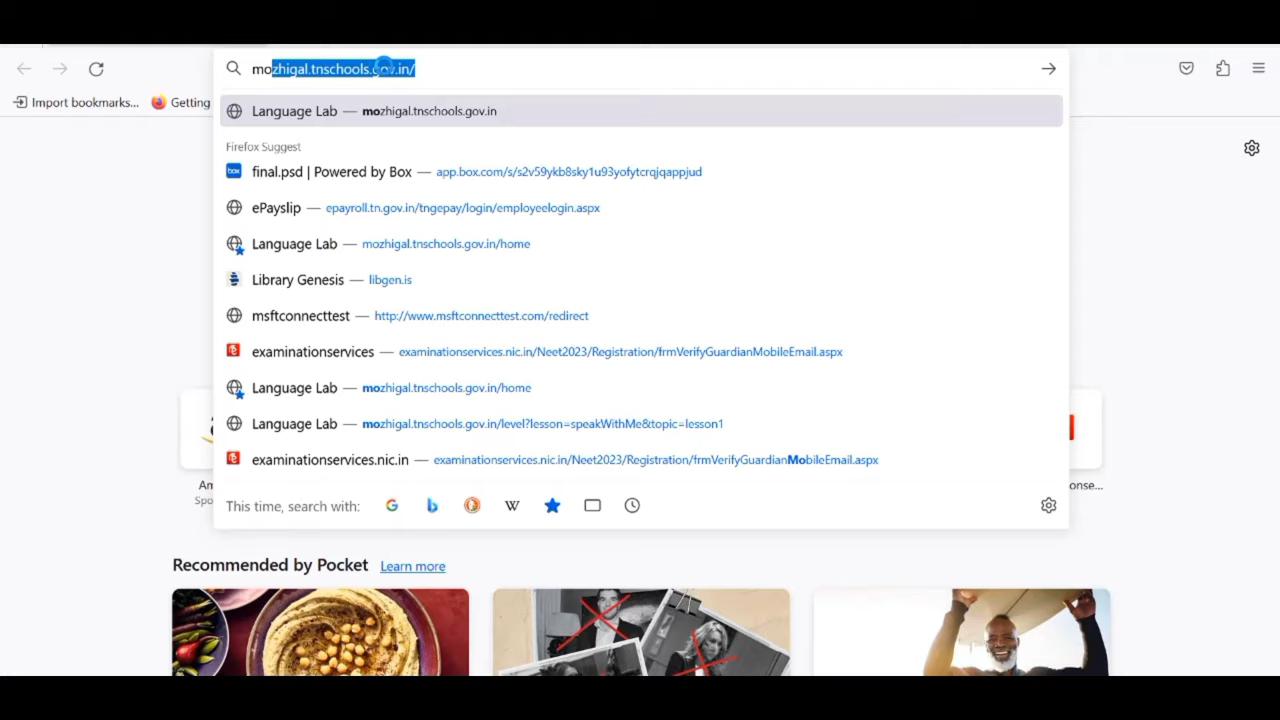 mozhigal.tnschools.gov.in/
Import bookmarks... Getting
Language Lab — mozhigal.tnschools.gov.in
Firefox Suggest
box final.psd | Powered by Box — app.box.com/s/s2v59ykb8sky1u93yofytcrqjqappjud
ePayslip — epayroll.tn.gov.in/tngepay/login/employeelogin.aspx
Language Lab — mozhigal.tnschools.gov.in/home
Library Genesis — libgen.is
msftconnecttest — http://www.msftconnecttest.com/redirect
examinationservices — examinationservices.nic.in/Neet2023/Registration/frmVerifyGuardianMobileEmail.aspx
Language Lab — mozhigal.tnschools.gov.in/home
Language Lab — mozhigal.tnschools.gov.in/level?lesson=speakWithMe&topic=lesson1
examinationservices.nic.in — examinationservices.nic.in/Neet2023/Registration/frmVerifyGuardianMobileEmail.aspx
Am onse...
Spo
This time, search with: G W
Recommended by Pocket Learn more